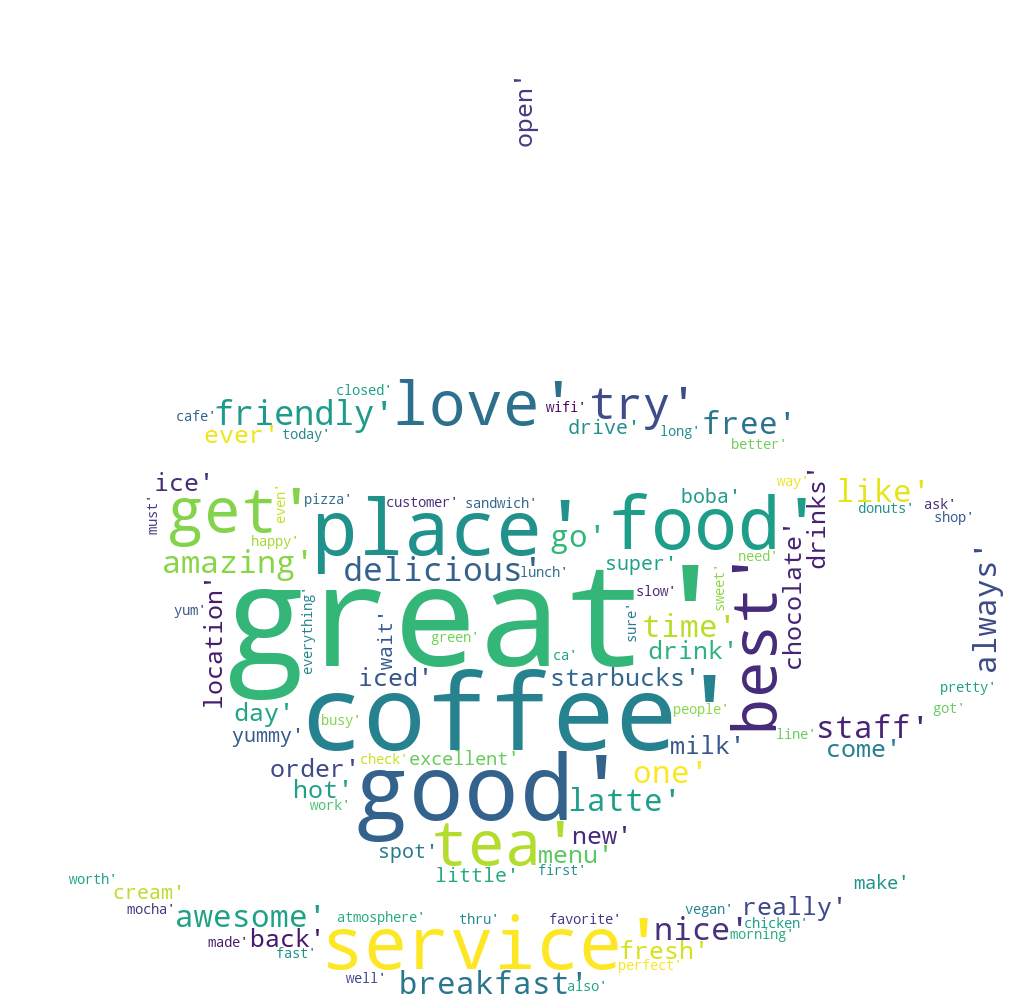 open'
closed'
love'
try'
wifi'
cafe'
friendly'
free'
drive'
long'
ever'
today'
better'
ice'
must'
get'
even'
pizza'
customer'
sandwich'
boba'
way'
drinks'
like'
donuts'
ask'
shop'
happy'
place'
go'
food'
amazing'
delicious'
lunch'
super'
need'
chocolate'
always'
yum'
location'
great'
everything'
wait'
green'
ca'
slow'
sure'
sweet'
time'
drink'
best'
iced'
starbucks'
pretty'
day'
busy'
coffee'
people'
got'
yummy'
milk'
line'
staff'
come'
order'
check'
excellent'
one'
hot'
work'
good'
latte'
tea'
new'
spot'
menu'
little'
first'
worth'
cream'
make'
mocha'
awesome'
atmosphere'
thru'
favorite'
vegan'
really'
made'
back'
fast'
service'
nice'
chicken'
morning'
fresh'
perfect'
well'
breakfast'
also'